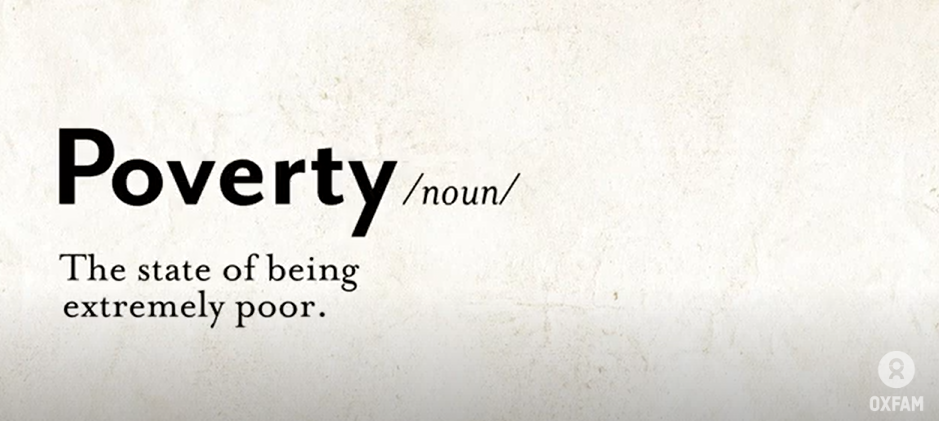 Poverty /noun/
The state of being
extremely poor.
OXFAM